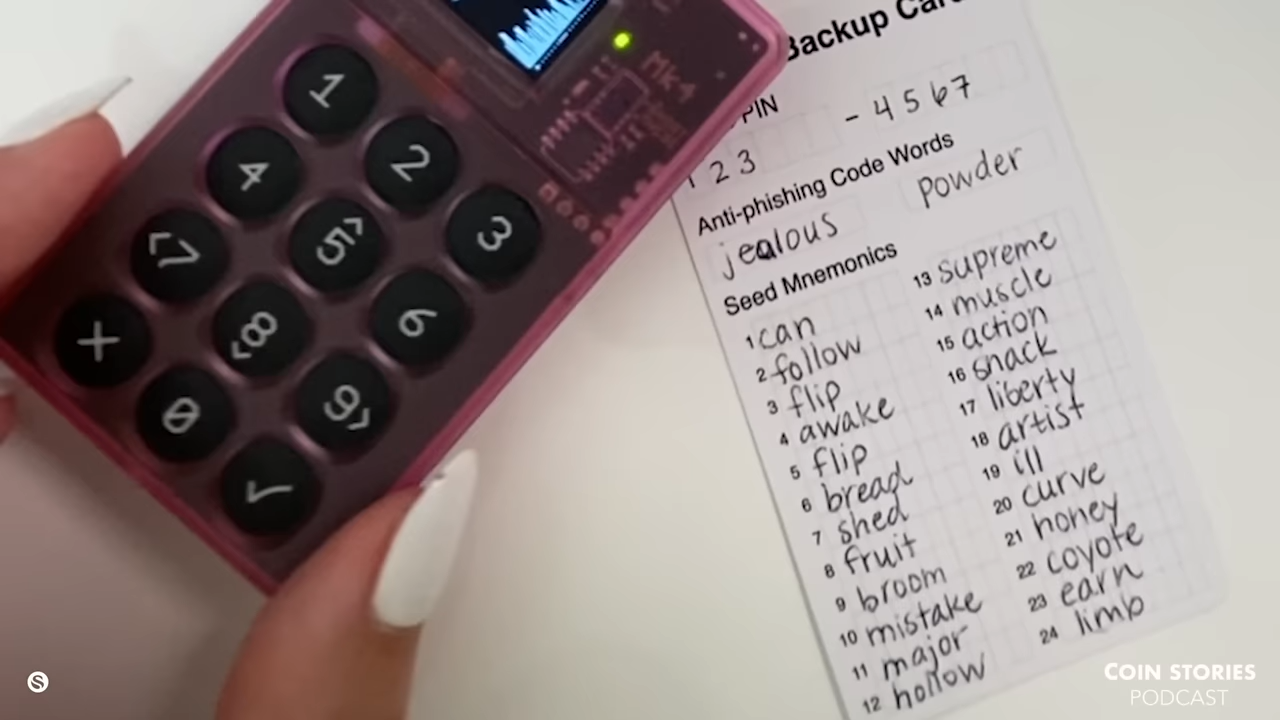 Backup Card
PIN
123 - 4567
Anti-phishing Code Words
jealous powder
Seed Mnemonics
1 can
2 follow
3 flip
4 awake
5 flip
6 bread
7 shed
8 fruit
9 broom
10 mistake
11 major
12 hollow
13 supreme
14 muscle
15 action
16 snack
17 liberty
18 artist
19 ill
20 curve
21 honey
22 coyote
23 earn
24 limb
Mk4
1
2
3
4
<5^>
6
<7
<8
9>
0
COIN STORIES
PODCAST
S